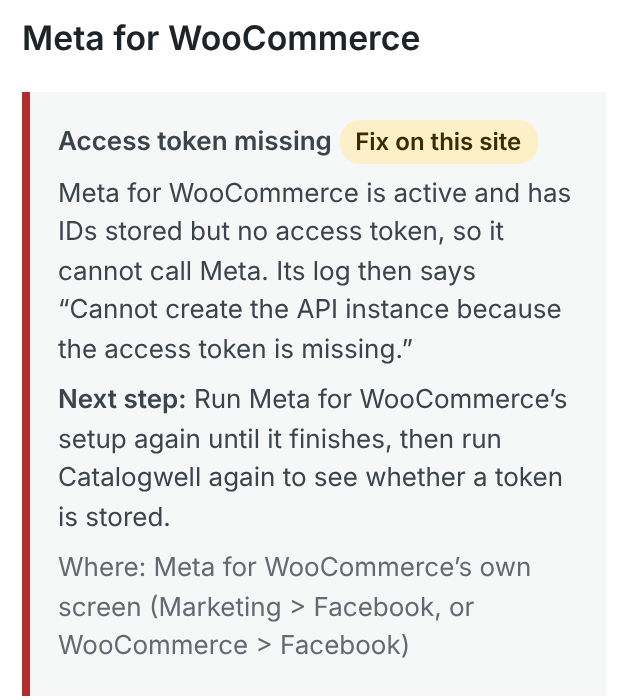 Meta for WooCommerce
Access token missing Fix on this site
Meta for WooCommerce is active and has
IDs stored but no access token, so it
cannot call Meta. Its log then says
“Cannot create the API instance because
the access token is missing.”
Next step: Run Meta for WooCommerce’s
setup again until it finishes, then run
Catalogwell again to see whether a token
is stored.
Where: Meta for WooCommerce’s own
screen (Marketing > Facebook, or
WooCommerce > Facebook)